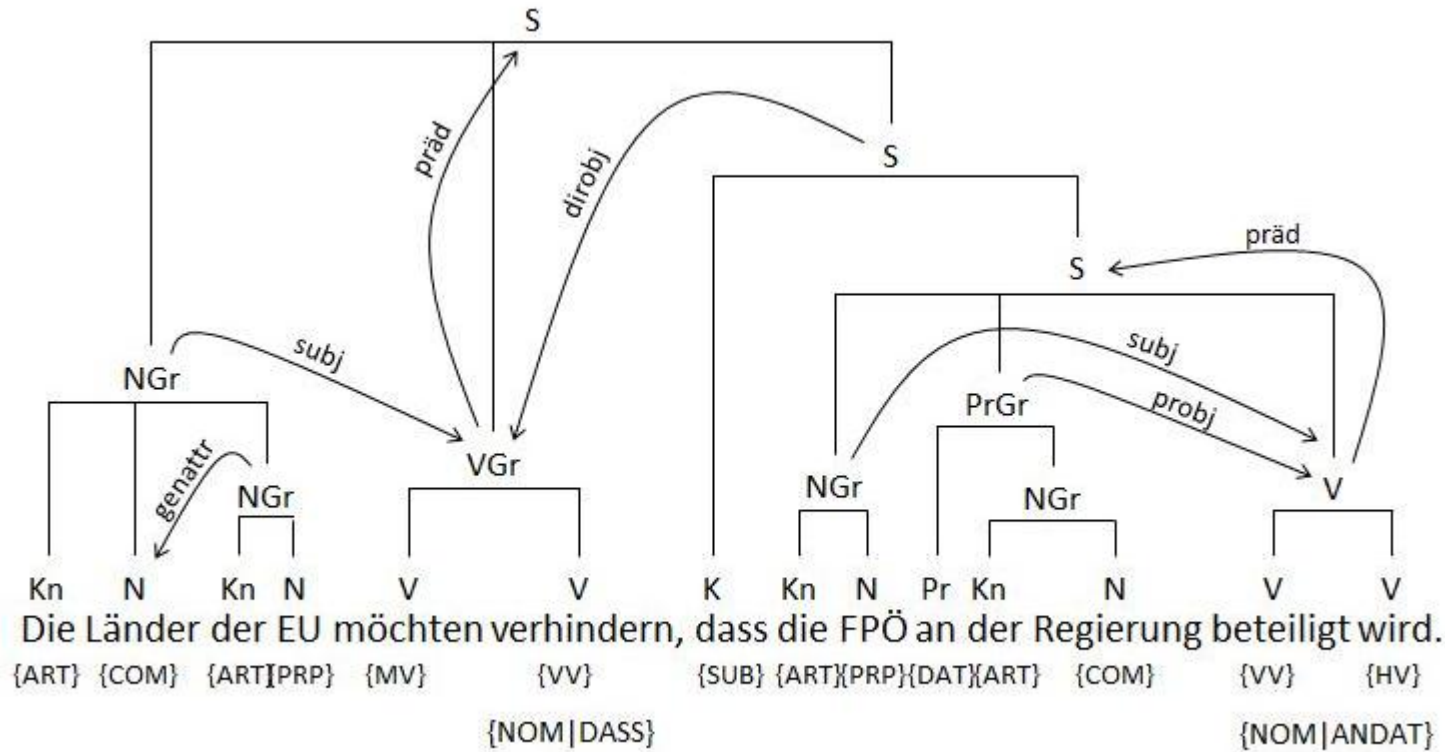 S
präd
dirobj
S
präd
S
subj
subj
NGr
PrGr
probj
VGr
genattr
NGr
NGr
NGr
V
Kn N Kn N V V K Kn N Pr Kn N V V
Die Länder der EU möchten verhindern, dass die FPÖ an der Regierung beteiligt wird.
{ART} {COM} {ART} {PRP} {MV} {VV} {SUB} {ART} {PRP} {DAT} {ART} {COM} {VV} {HV}
{NOM|DASS} {NOM|ANDAT}